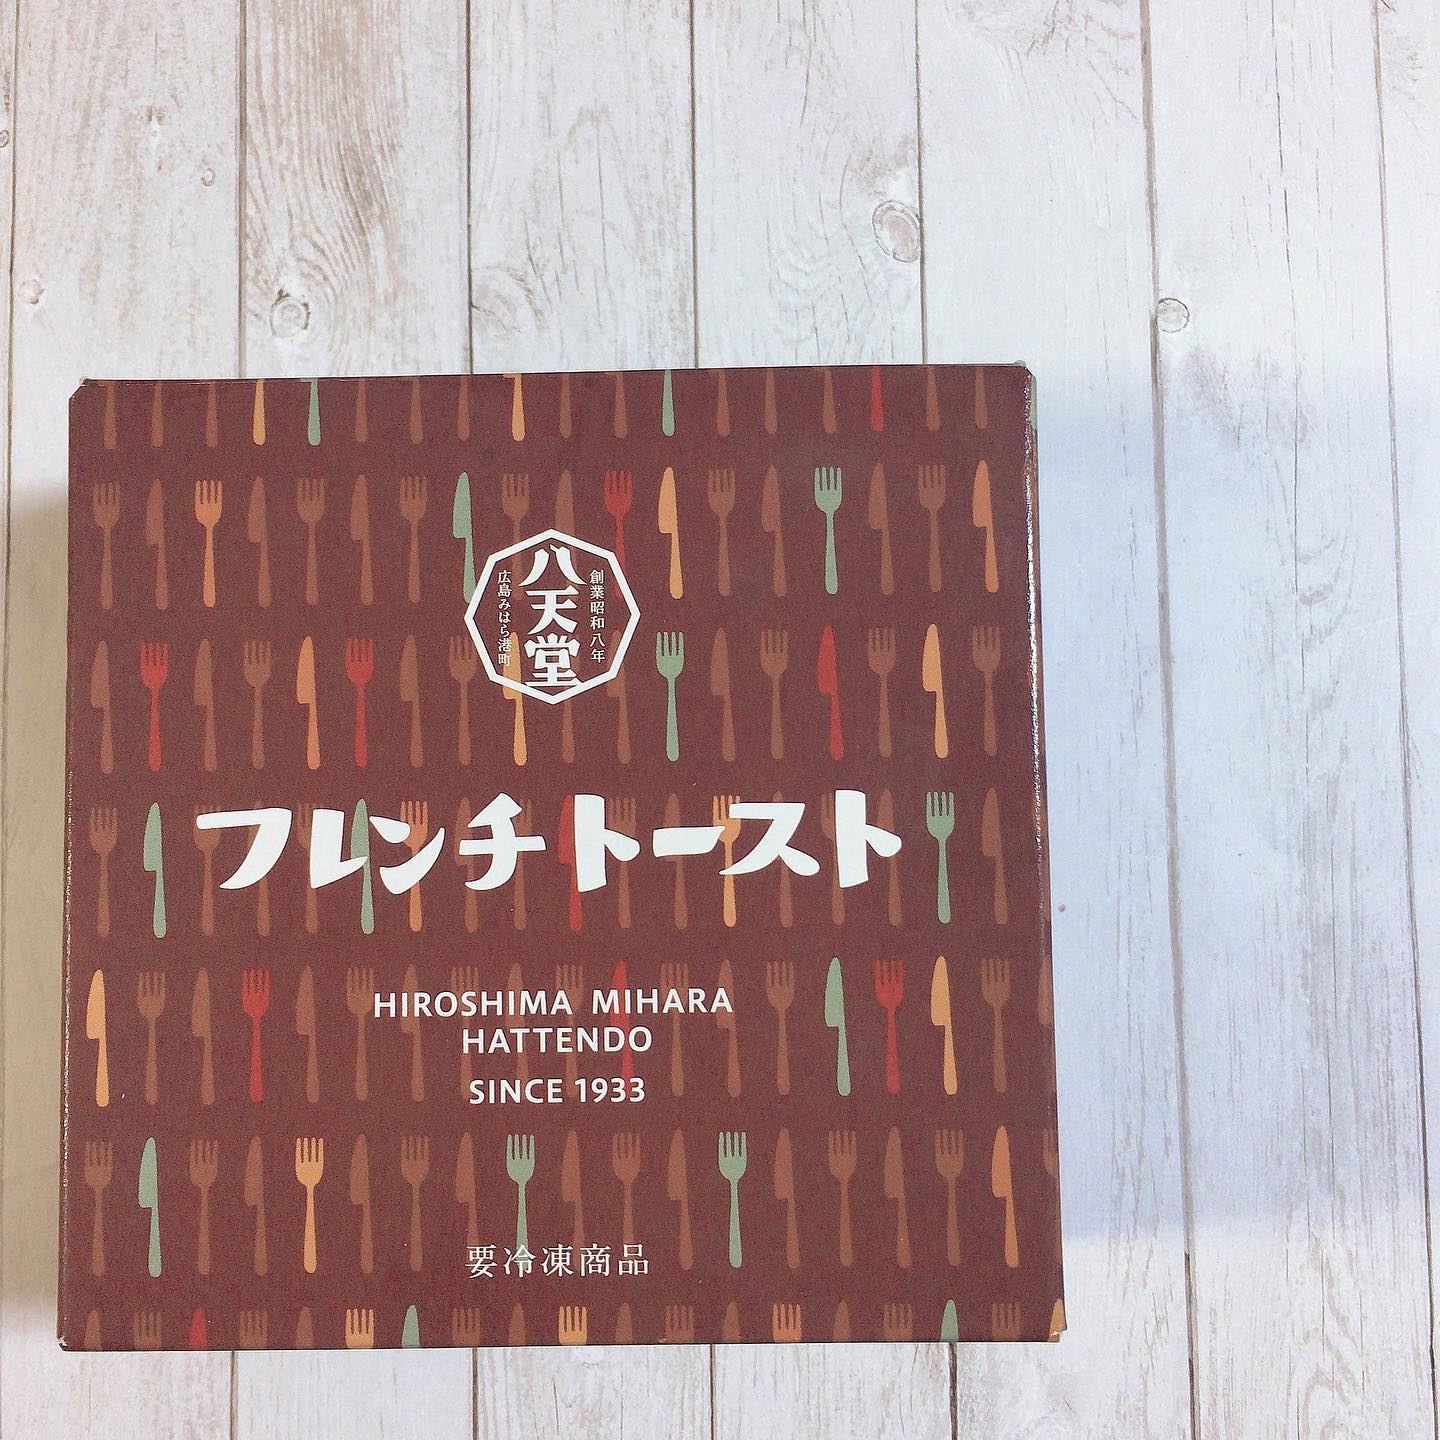 創業昭和八年
八天堂
広島みはら港町
フレンチトースト
HIROSHIMA MIHARA
HATTENDO
SINCE 1933
要冷凍商品